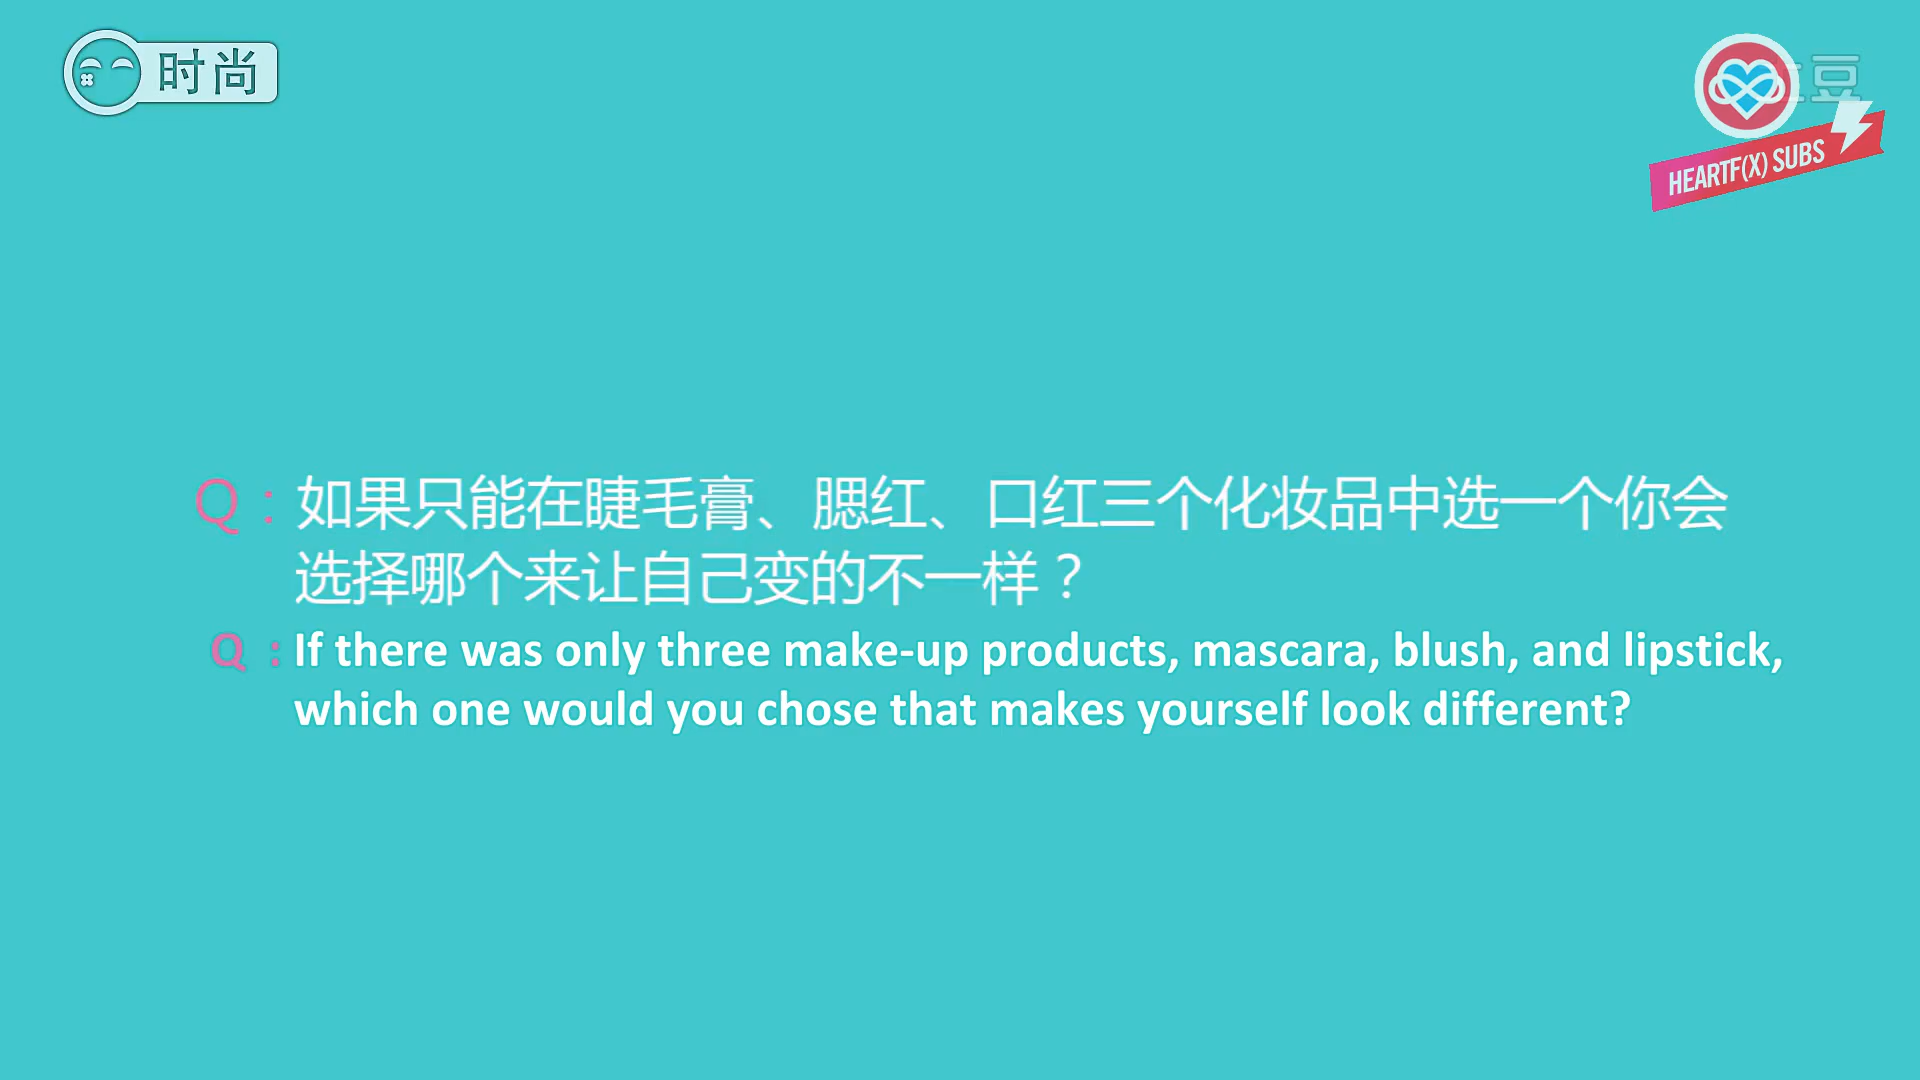 时尚
豆
HEARTF(X) SUBS
Q：如果只能在睫毛膏、腮红、口红三个化妆品中选一个你会
选择哪个来让自己变的不一样？
Q : If there was only three make-up products, mascara, blush, and lipstick,
which one would you chose that makes yourself look different?